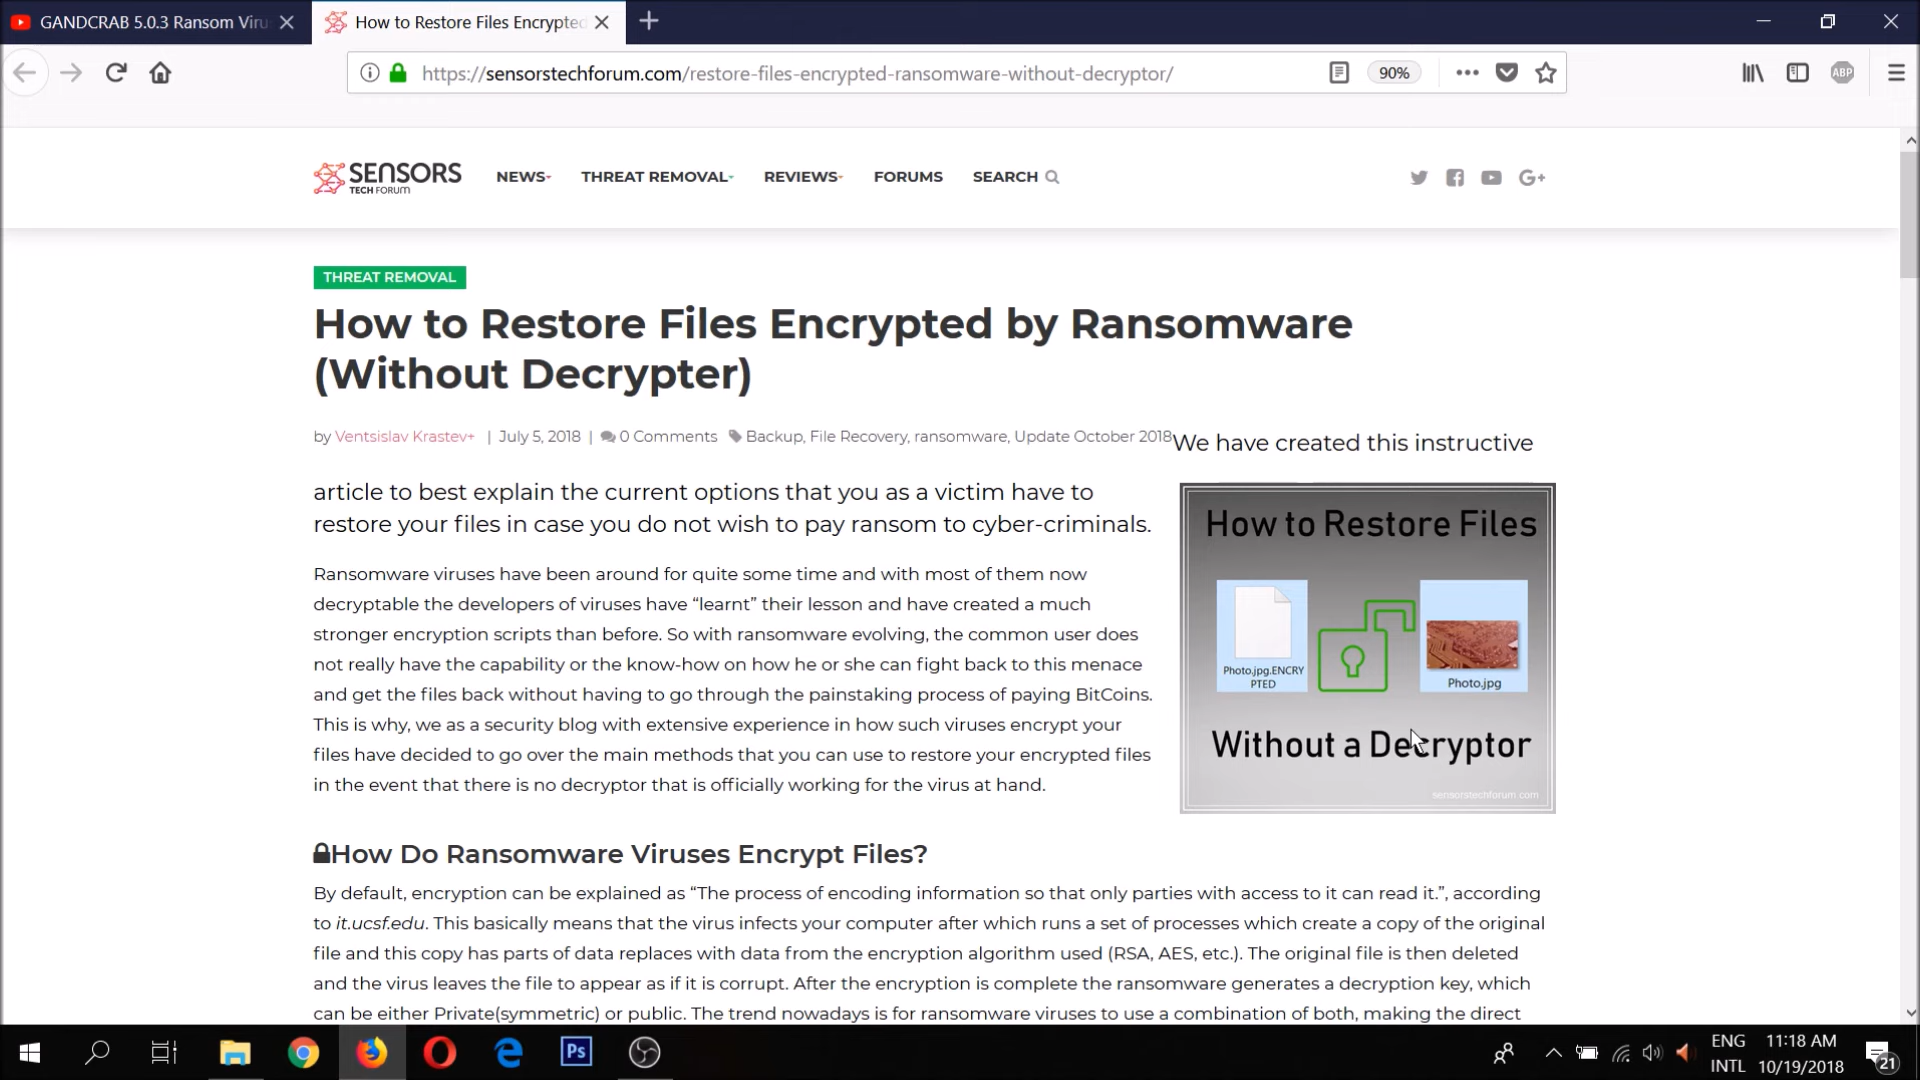 GANDCRAB 5.0.3 Ransom Viru
How to Restore Files Encrypted
https://sensorstechforum.com/restore-files-encrypted-ransomware-without-decryptor/
90%
ABP
SENSORS
TECH FORUM
NEWS
THREAT REMOVAL
REVIEWS
FORUMS
SEARCH
G+
THREAT REMOVAL
How to Restore Files Encrypted by Ransomware
(Without Decrypter)
by Ventsislav Krastev+ | July 5, 2018 | 0 Comments Backup, File Recovery, ransomware, Update October 2018
We have created this instructive
article to best explain the current options that you as a victim have to
restore your files in case you do not wish to pay ransom to cyber-criminals.
Ransomware viruses have been around for quite some time and with most of them now
decryptable the developers of viruses have “learnt” their lesson and have created a much
stronger encryption scripts than before. So with ransomware evolving, the common user does
not really have the capability or the know-how on how he or she can fight back to this menace
and get the files back without having to go through the painstaking process of paying BitCoins.
This is why, we as a security blog with extensive experience in how such viruses encrypt your
files have decided to go over the main methods that you can use to restore your encrypted files
in the event that there is no decryptor that is officially working for the virus at hand.
How to Restore Files
Photo.jpg.ENCRY
PTED
Photo.jpg
Without a Decryptor
sensorstechforum.com
How Do Ransomware Viruses Encrypt Files?
By default, encryption can be explained as “The process of encoding information so that only parties with access to it can read it.”, according
to it.ucsf.edu. This basically means that the virus infects your computer after which runs a set of processes which create a copy of the original
file and this copy has parts of data replaces with data from the encryption algorithm used (RSA, AES, etc.). The original file is then deleted
and the virus leaves the file to appear as if it is corrupt. After the encryption is complete the ransomware generates a decryption key, which
can be either Private(symmetric) or public. The trend nowadays is for ransomware viruses to use a combination of both, making the direct
Ps
ENG
INTL
11:18 AM
10/19/2018
21